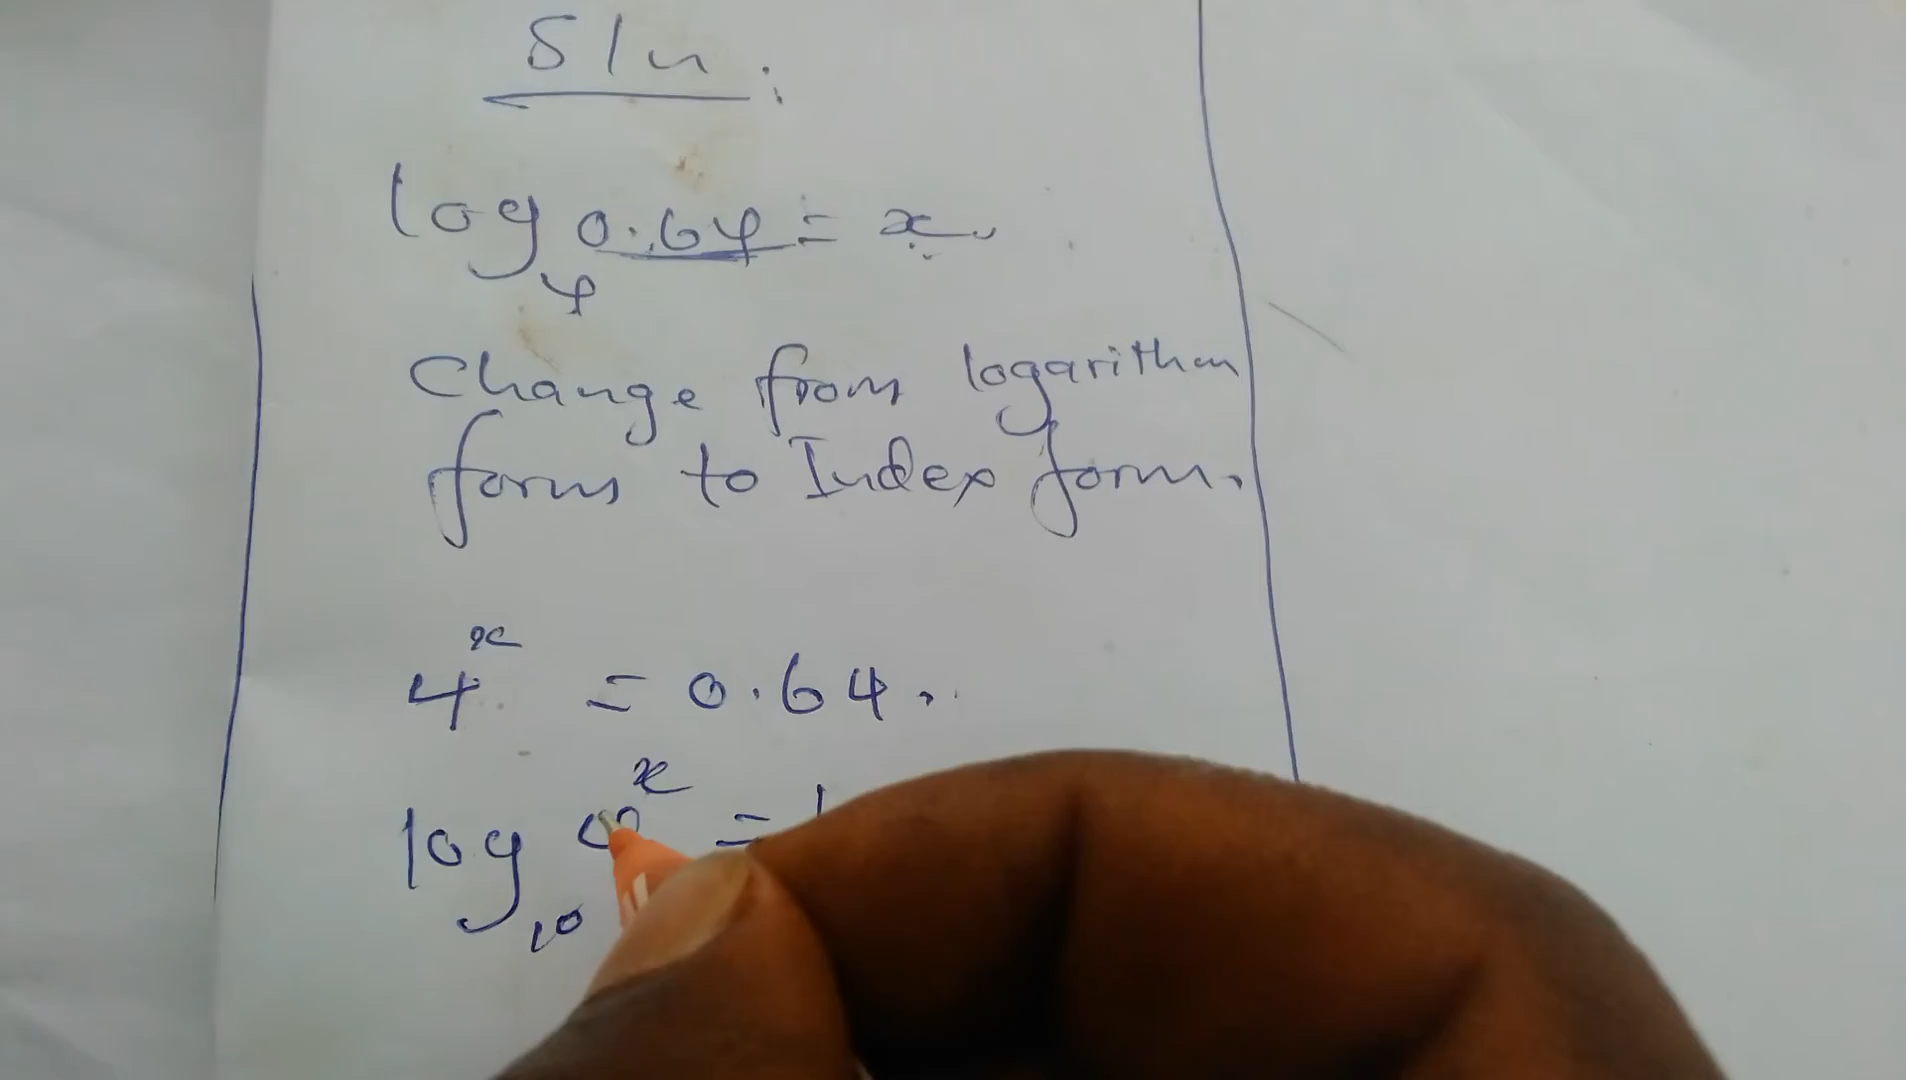 Sln:
log₄ 0.64 = x.
Change from logarithm
form to Index form.
4ˣ = 0.64.
log₁₀ ˣ =